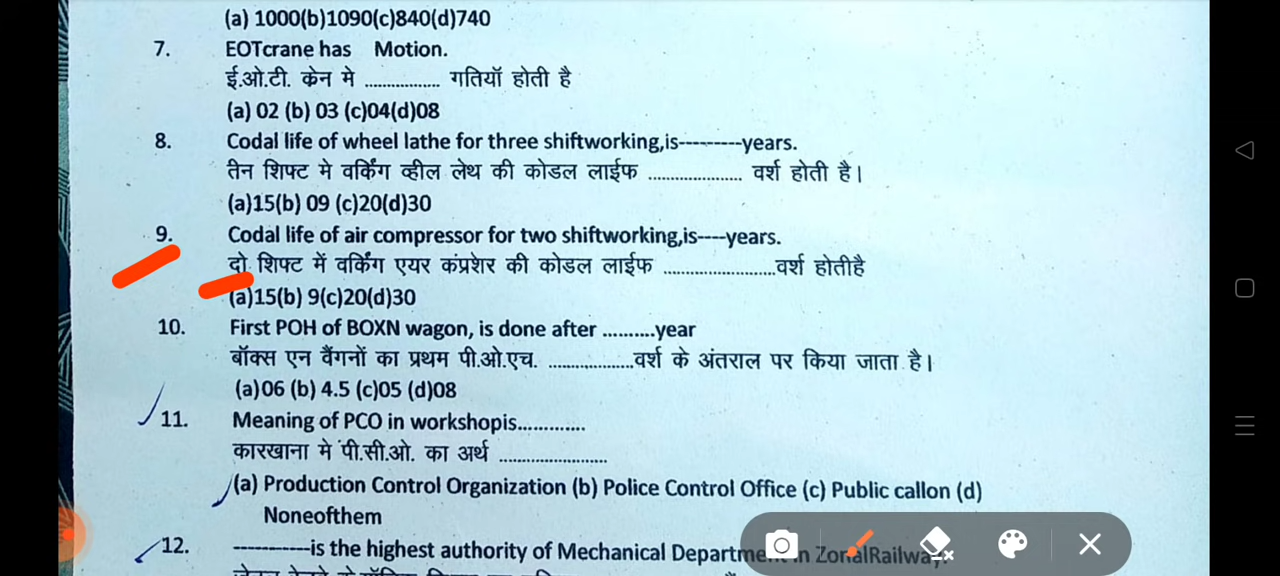 (a) 1000(b)1090(c)840(d)740
7. EOTcrane has Motion.
ई.ओ.टी. क्रेन मे ................. गतियॉ होती है
(a) 02 (b) 03 (c)04(d)08
8. Codal life of wheel lathe for three shiftworking,is---------years.
तीन शिफ्ट मे वर्किंग व्हील लेथ की कोडल लाईफ ..................... वर्श होती है।
(a)15(b) 09 (c)20(d)30
9. Codal life of air compressor for two shiftworking,is----years.
दो शिफ्ट में वर्किंग एयर कंप्रशेर की कोडल लाईफ .........................वर्श होतीहै
(a)15(b) 9(c)20(d)30
10. First POH of BOXN wagon, is done after ..........year
बॉक्स एन वैंगनों का प्रथम पी.ओ.एच. ...................वर्श के अंतराल पर किया जाता है।
(a)06 (b) 4.5 (c)05 (d)08
11. Meaning of PCO in workshopis.............
कारखाना मे पी.सी.ओ. का अर्थ ........................
(a) Production Control Organization (b) Police Control Office (c) Public callon (d)
Noneofthem
12. ----------is the highest authority of Mechanical Department in ZonalRailway.